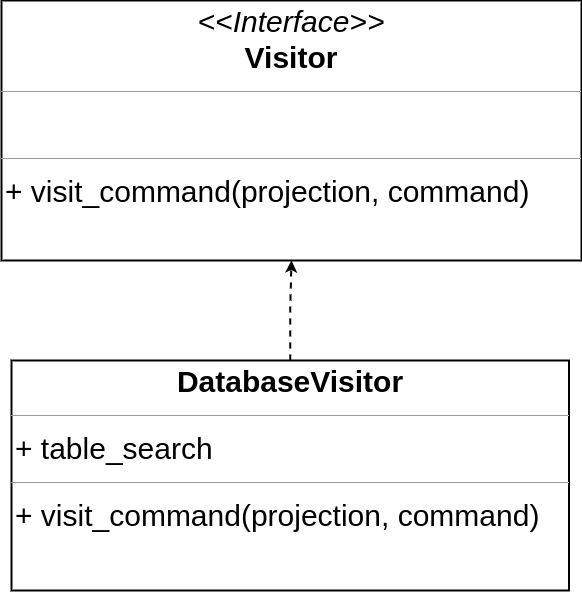 <<Interface>>
Visitor
+ visit_command(projection, command)
DatabaseVisitor
+ table_search
+ visit_command(projection, command)